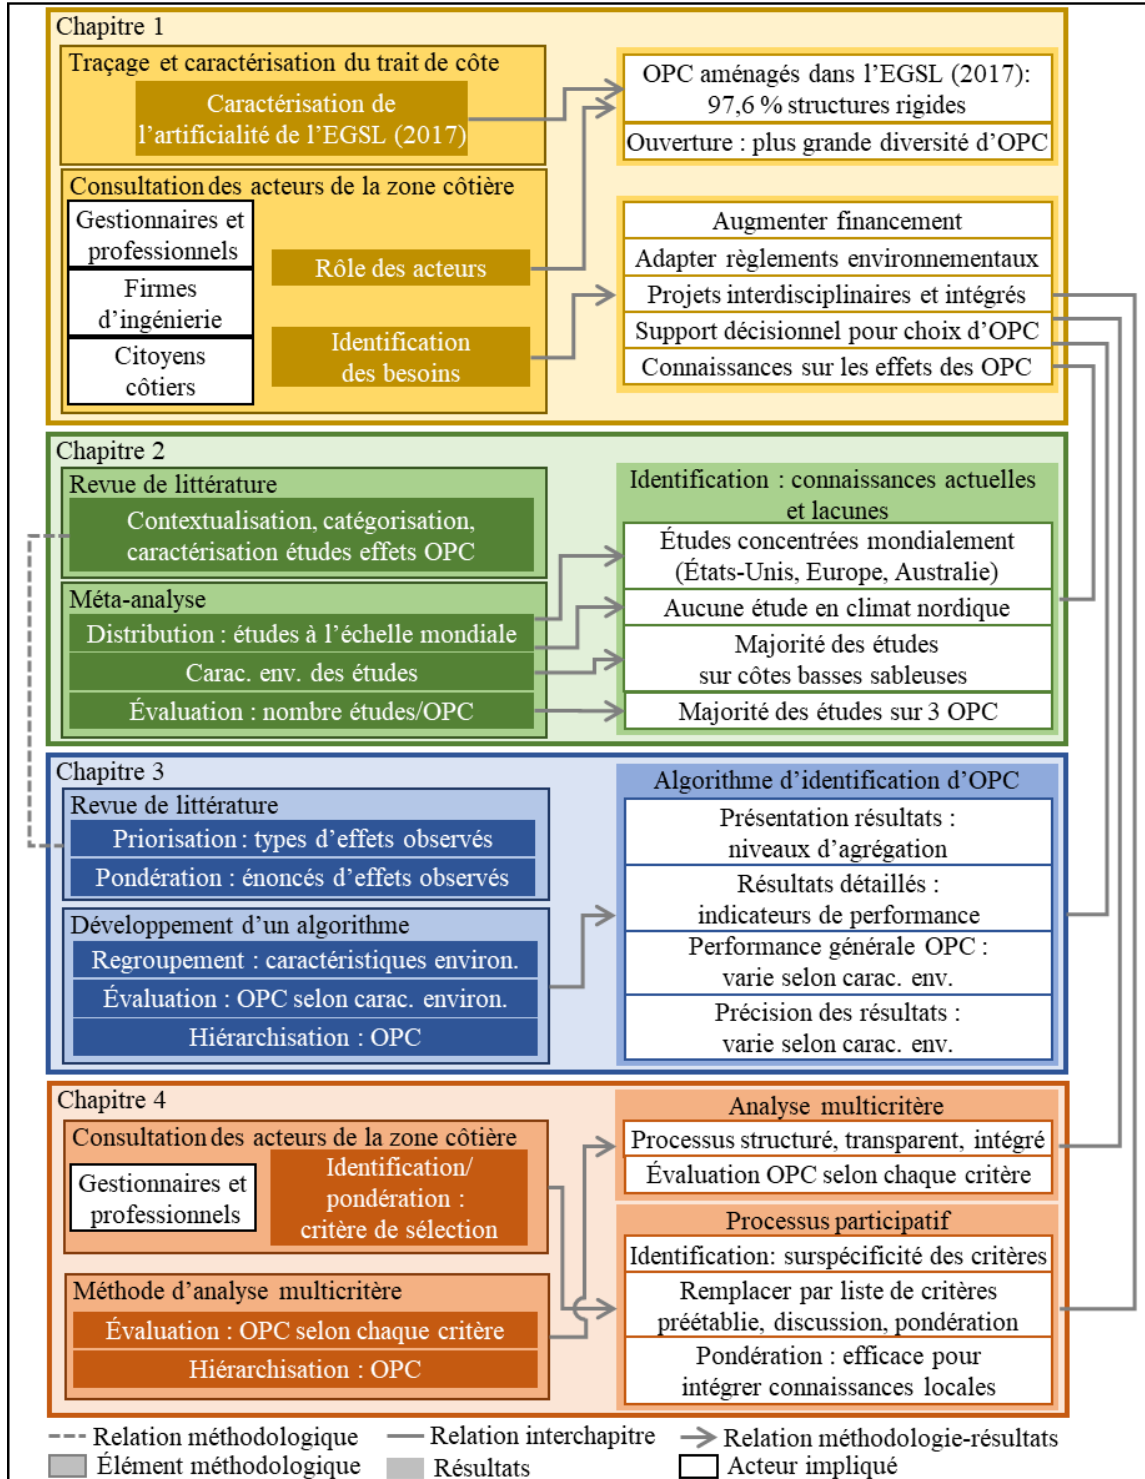 Chapitre 1
Traçage et caractérisation du trait de côte
Caractérisation de
l'artificialité de l'EGSL (2017)
OPC aménagés dans l'EGSL (2017):
97,6 % structures rigides
Ouverture : plus grande diversité d'OPC
Consultation des acteurs de la zone côtière
Gestionnaires et
professionnels
Firmes
d'ingénierie
Citoyens
côtiers
Rôle des acteurs
Identification
des besoins
Augmenter financement
Adapter règlements environnementaux
Projets interdisciplinaires et intégrés
Support décisionnel pour choix d'OPC
Connaissances sur les effets des OPC
Chapitre 2
Revue de littérature
Contextualisation, catégorisation,
caractérisation études effets OPC
Méta-analyse
Distribution : études à l'échelle mondiale
Carac. env. des études
Évaluation : nombre études/OPC
Identification : connaissances actuelles
et lacunes
Études concentrées mondialement
(États-Unis, Europe, Australie)
Aucune étude en climat nordique
Majorité des études
sur côtes basses sableuses
Majorité des études sur 3 OPC
Chapitre 3
Revue de littérature
Priorisation : types d'effets observés
Pondération : énoncés d'effets observés
Développement d'un algorithme
Regroupement : caractéristiques environ.
Évaluation : OPC selon carac. environ.
Hiérarchisation : OPC
Algorithme d'identification d'OPC
Présentation résultats :
niveaux d'agrégation
Résultats détaillés :
indicateurs de performance
Performance générale OPC :
varie selon carac. env.
Précision des résultats :
varie selon carac. env.
Chapitre 4
Consultation des acteurs de la zone côtière
Gestionnaires et
professionnels
Identification/
pondération :
critère de sélection
Méthode d'analyse multicritère
Évaluation : OPC selon chaque critère
Hiérarchisation : OPC
Analyse multicritère
Processus structuré, transparent, intégré
Évaluation OPC selon chaque critère
Processus participatif
Identification: surspécificité des critères
Remplacer par liste de critères
préétablie, discussion, pondération
Pondération : efficace pour
intégrer connaissances locales
Relation méthodologique
Relation interchapitre
Relation méthodologie-résultats
Élément méthodologique
Résultats
Acteur impliqué